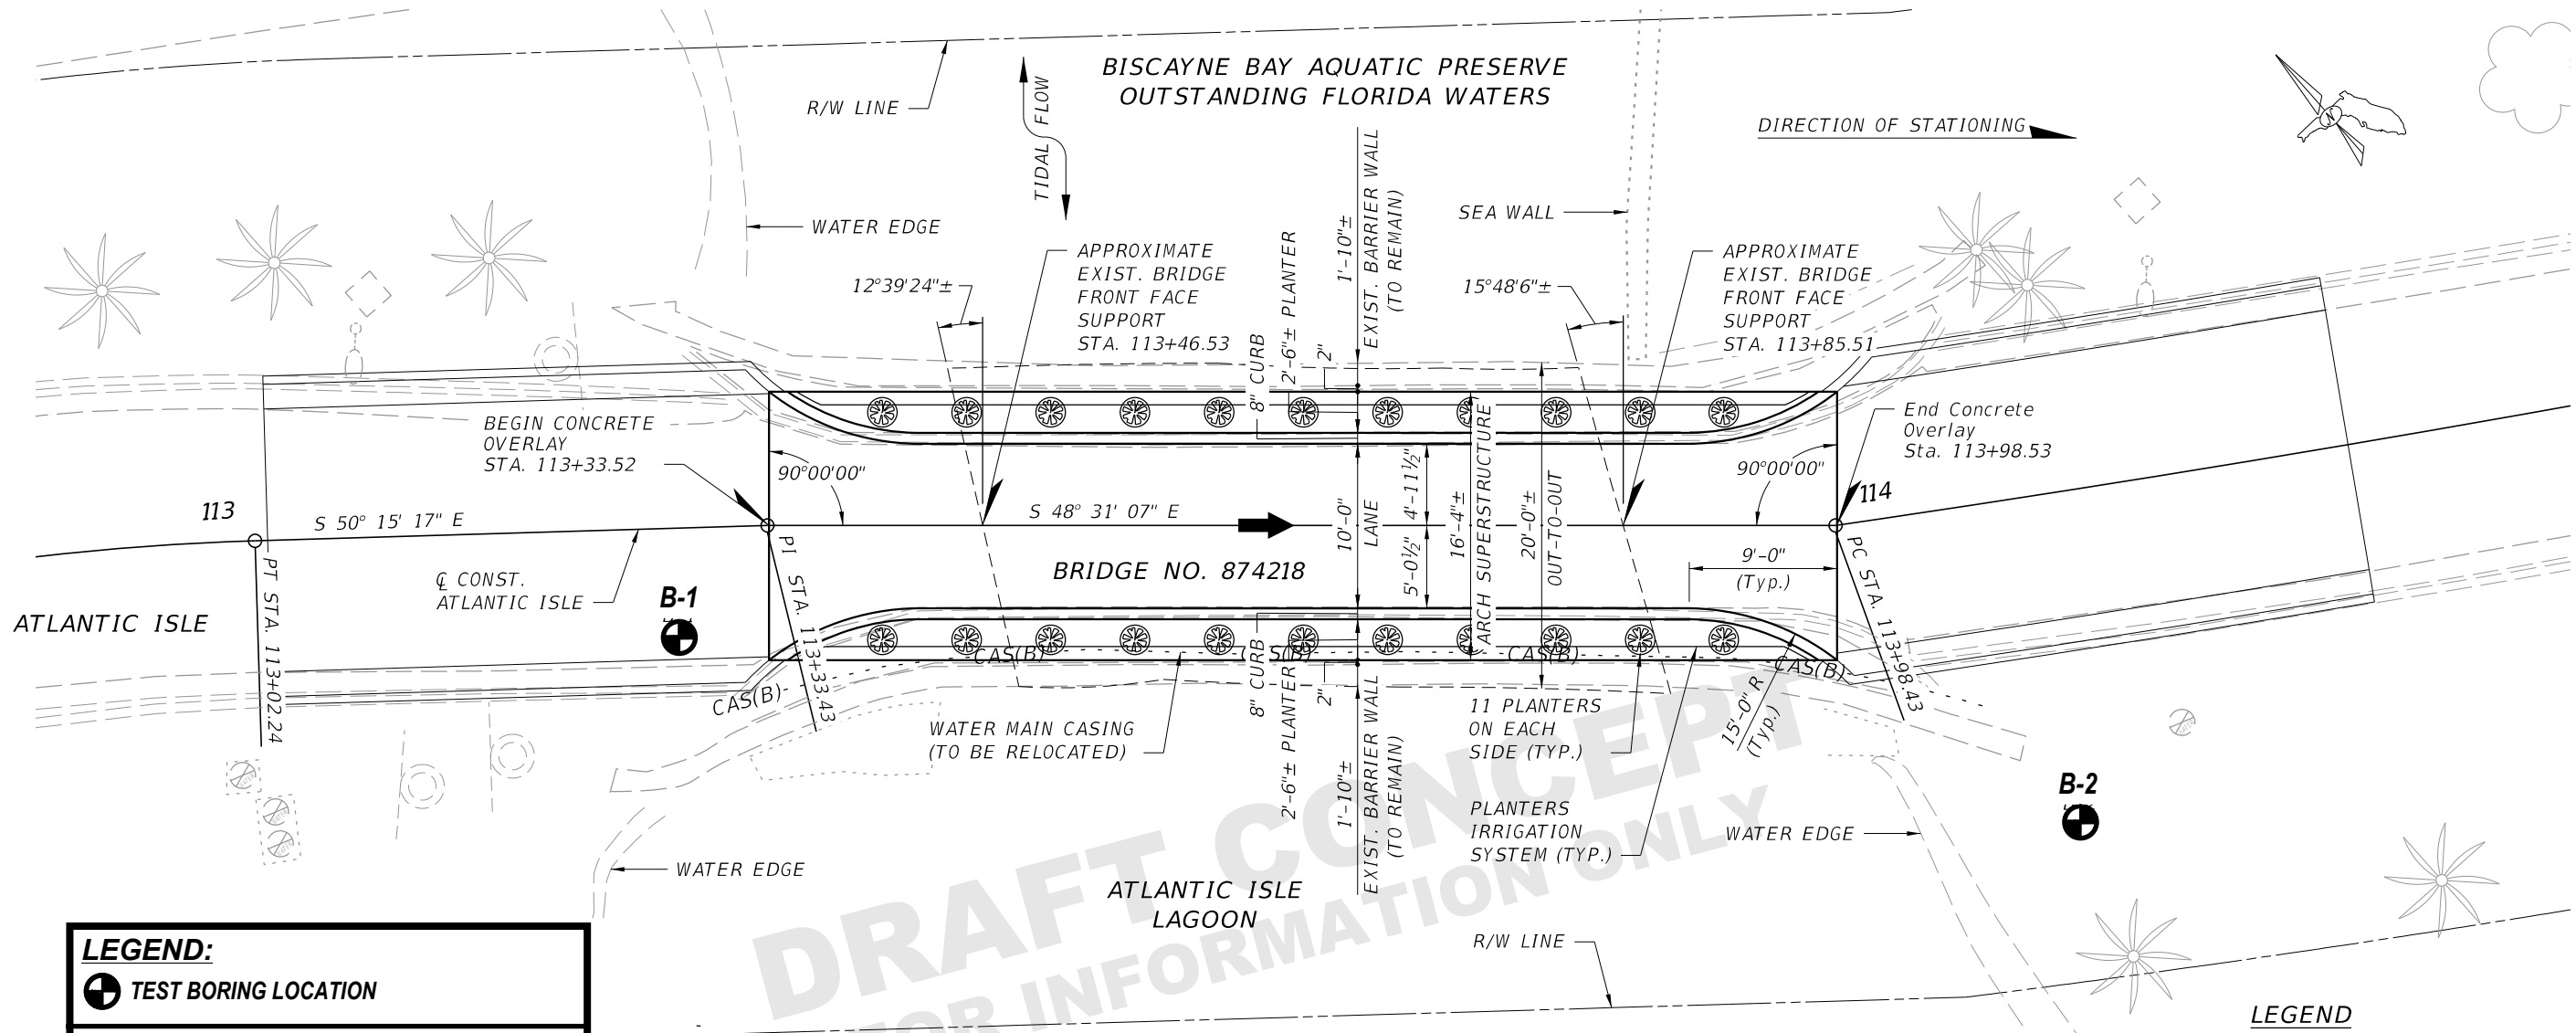 BISCAYNE BAY AQUATIC PRESERVE
OUTSTANDING FLORIDA WATERS
R/W LINE
TIDAL FLOW
DIRECTION OF STATIONING
N
WATER EDGE
SEA WALL
12°39'24"±
APPROXIMATE
EXIST. BRIDGE
FRONT FACE
SUPPORT
STA. 113+46.53
2'-6"± PLANTER
8" CURB
2"
1'-10"±
EXIST. BARRIER WALL
(TO REMAIN)
15°48'6"±
APPROXIMATE
EXIST. BRIDGE
FRONT FACE
SUPPORT
STA. 113+85.51
BEGIN CONCRETE
OVERLAY
STA. 113+33.52
90°00'00"
90°00'00"
End Concrete
Overlay
Sta. 113+98.53
113
S 50° 15' 17" E
S 48° 31' 07" E
114
10'-0"
LANE
4'-11½"
5'-0½"
16'-4"±
ARCH SUPERSTRUCTURE
20'-0"±
OUT-TO-OUT
9'-0"
(Typ.)
BRIDGE NO. 874218
℄ CONST.
ATLANTIC ISLE
ATLANTIC ISLE
B-1
PT STA. 113+02.24
PI STA. 113+33.43
PC STA. 113+98.43
CAS(B)
CAS(B)
CAS(B)
CAS(B)
WATER MAIN CASING
(TO BE RELOCATED)
8" CURB
2'-6"± PLANTER
2"
1'-10"±
EXIST. BARRIER WALL
(TO REMAIN)
11 PLANTERS
ON EACH
SIDE (TYP.)
15'-0" R
(Typ.)
PLANTERS
IRRIGATION
SYSTEM (TYP.)
WATER EDGE
B-2
WATER EDGE
ATLANTIC ISLE
LAGOON
R/W LINE
DRAFT CONCEPT
FOR INFORMATION ONLY
LEGEND:
TEST BORING LOCATION
LEGEND